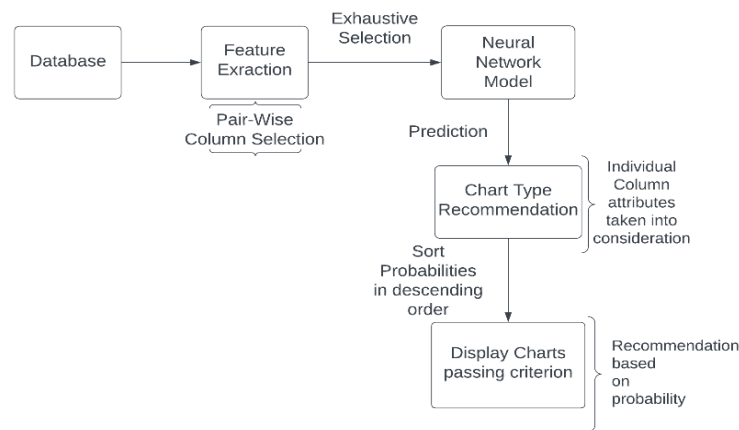 Database
Feature
Exraction
Pair-Wise
Column Selection
Exhaustive
Selection
Neural
Network
Model
Prediction
Chart Type
Recommendation
Individual
Column
attributes
taken into
consideration
Sort
Probabilities
in descending
order
Display Charts
passing criterion
Recommendation
based
on
probability